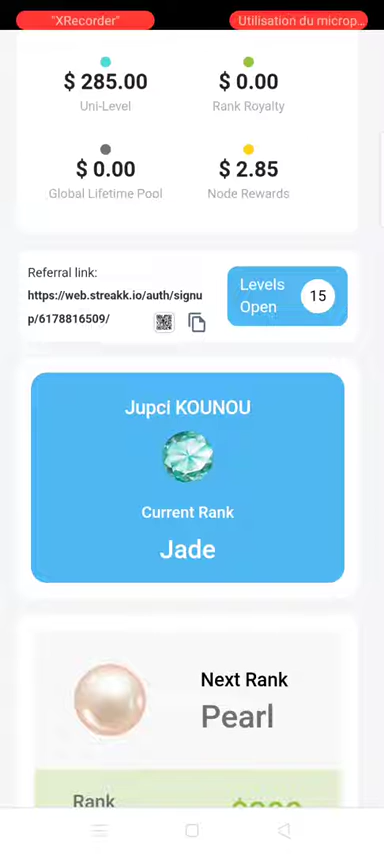 "XRecorder"
Utilisation du microp...
$ 285.00
$ 0.00
Uni-Level
Rank Royalty
$ 0.00
$ 2.85
Global Lifetime Pool
Node Rewards
Referral link:
https://web.streakk.io/auth/signu
p/6178816509/
Levels
Open
15
Jupci KOUNOU
Current Rank
Jade
Next Rank
Pearl
Rank